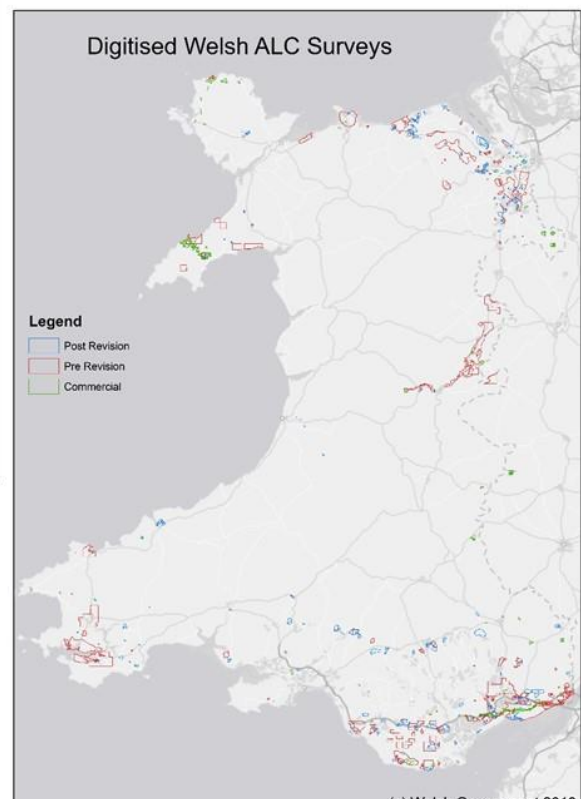 Digitised Welsh ALC Surveys
Legend
Post Revision
Pre Revision
Commercial